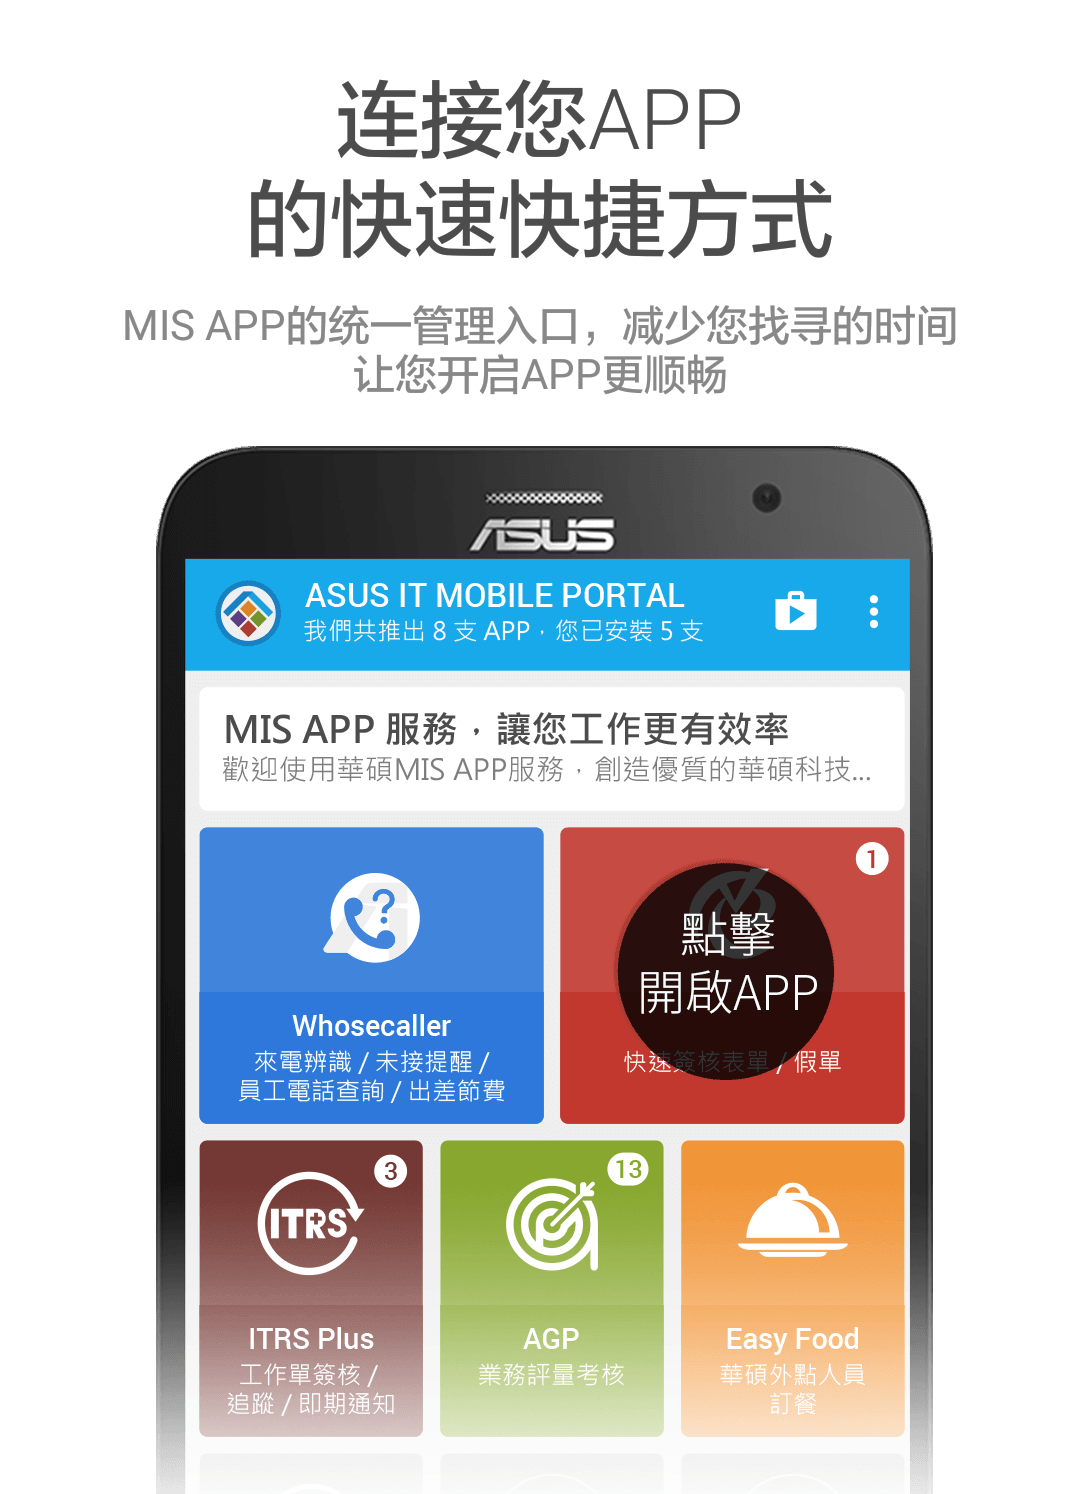 连接您APP
的快速快捷方式
MIS APP的统一管理入口，减少您找寻的时间
让您开启APP更顺畅
ASUS
ASUS IT MOBILE PORTAL
我們共推出 8 支 APP，您已安裝 5 支
MIS APP 服務，讓您工作更有效率
歡迎使用華碩MIS APP服務，創造優質的華碩科技...
Whosecaller
來電辨識 / 未接提醒 /
員工電話查詢 / 出差節費
1
點擊
開啟APP
快速簽核表單 / 假單
3
ITRS
ITRS Plus
工作單簽核 /
追蹤 / 即期通知
13
AGP
業務評量考核
Easy Food
華碩外點人員
訂餐